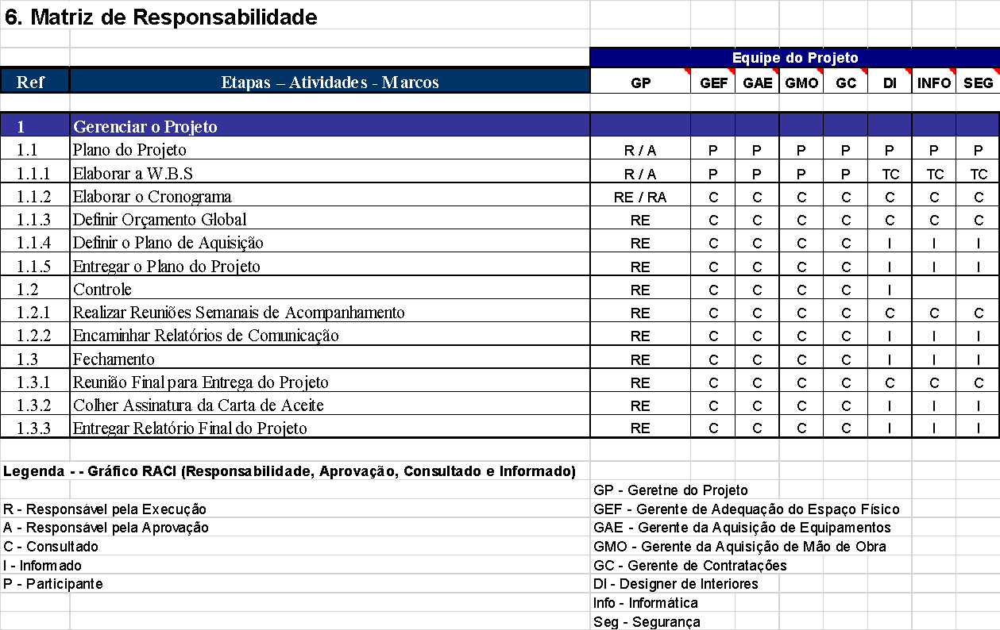 6. Matriz de Responsabilidade
Equipe do Projeto
Ref Etapas – Atividades - Marcos GP GEF GAE GMO GC DI INFO SEG
1 Gerenciar o Projeto
1.1 Plano do Projeto R / A P P P P P P P
1.1.1 Elaborar a W.B.S R / A P P P P TC TC TC
1.1.2 Elaborar o Cronograma RE / RA C C C C C C C
1.1.3 Definir Orçamento Global RE C C C C C C C
1.1.4 Definir o Plano de Aquisição RE C C C C I I I
1.1.5 Entregar o Plano do Projeto RE C C C C I I I
1.2 Controle RE C C C C I
1.2.1 Realizar Reuniões Semanais de Acompanhamento RE C C C C C C C
1.2.2 Encaminhar Relatórios de Comunicação RE C C C C I I I
1.3 Fechamento RE C C C C I I I
1.3.1 Reunião Final para Entrega do Projeto RE C C C C C C C
1.3.2 Colher Assinatura da Carta de Aceite RE C C C C I I I
1.3.3 Entregar Relatório Final do Projeto RE C C C C I I I
Legenda - - Gráfico RACI (Responsabilidade, Aprovação, Consultado e Informado)
GP - Geretne do Projeto
R - Responsável pela Execução GEF - Gerente de Adequação do Espaço Físico
A - Responsável pela Aprovação GAE - Gerente da Aquisição de Equipamentos
C - Consultado GMO - Gerente da Aquisição de Mão de Obra
I - Informado GC - Gerente de Contratações
P - Participante DI - Designer de Interiores
Info - Informática
Seg - Segurança